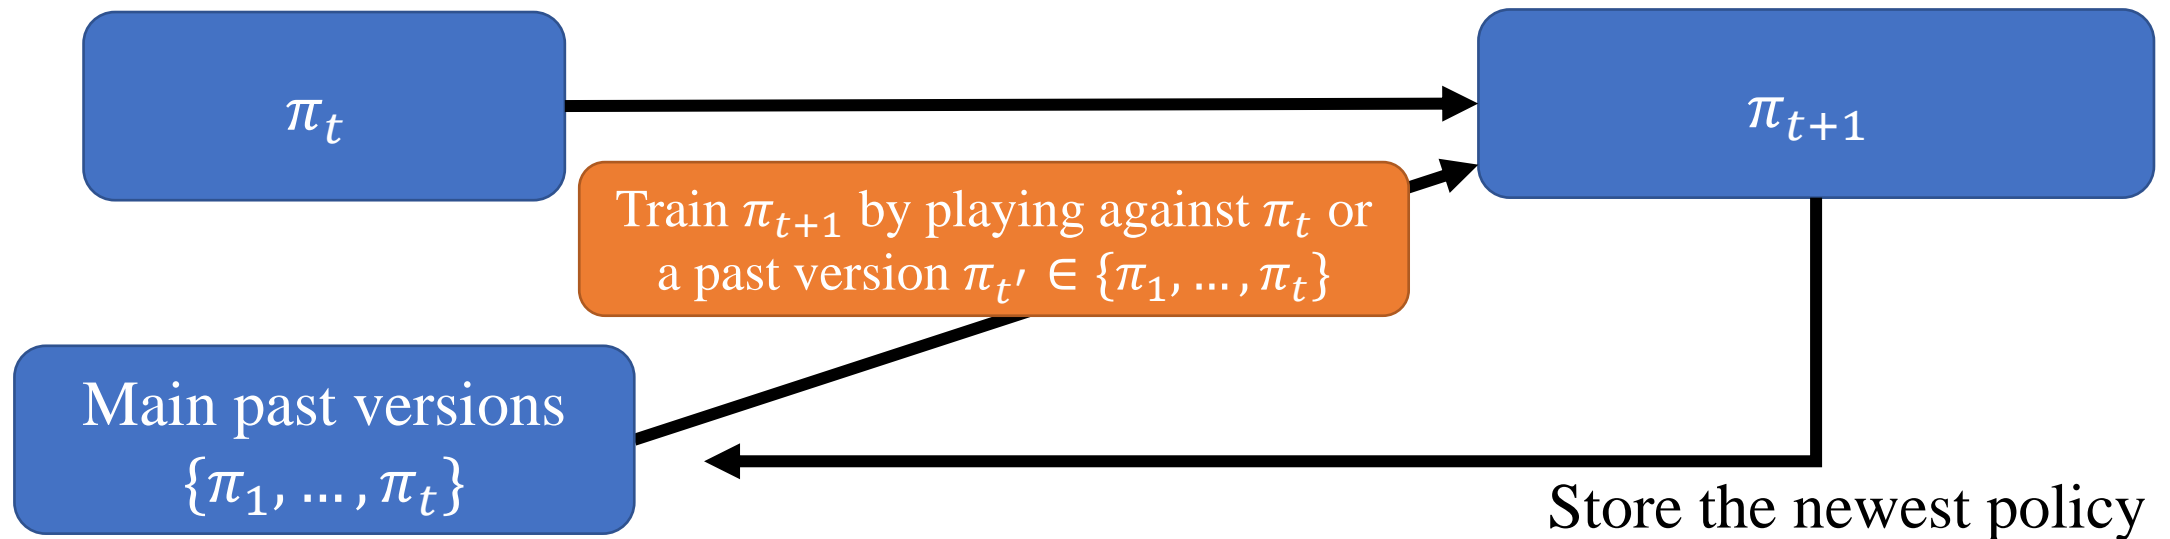 π_t
π_{t+1}
Train π_{t+1} by playing against π_t or
a past version π_{t′} ∈ {π_1, … , π_t}
Main past versions
{π_1, … , π_t}
Store the newest policy